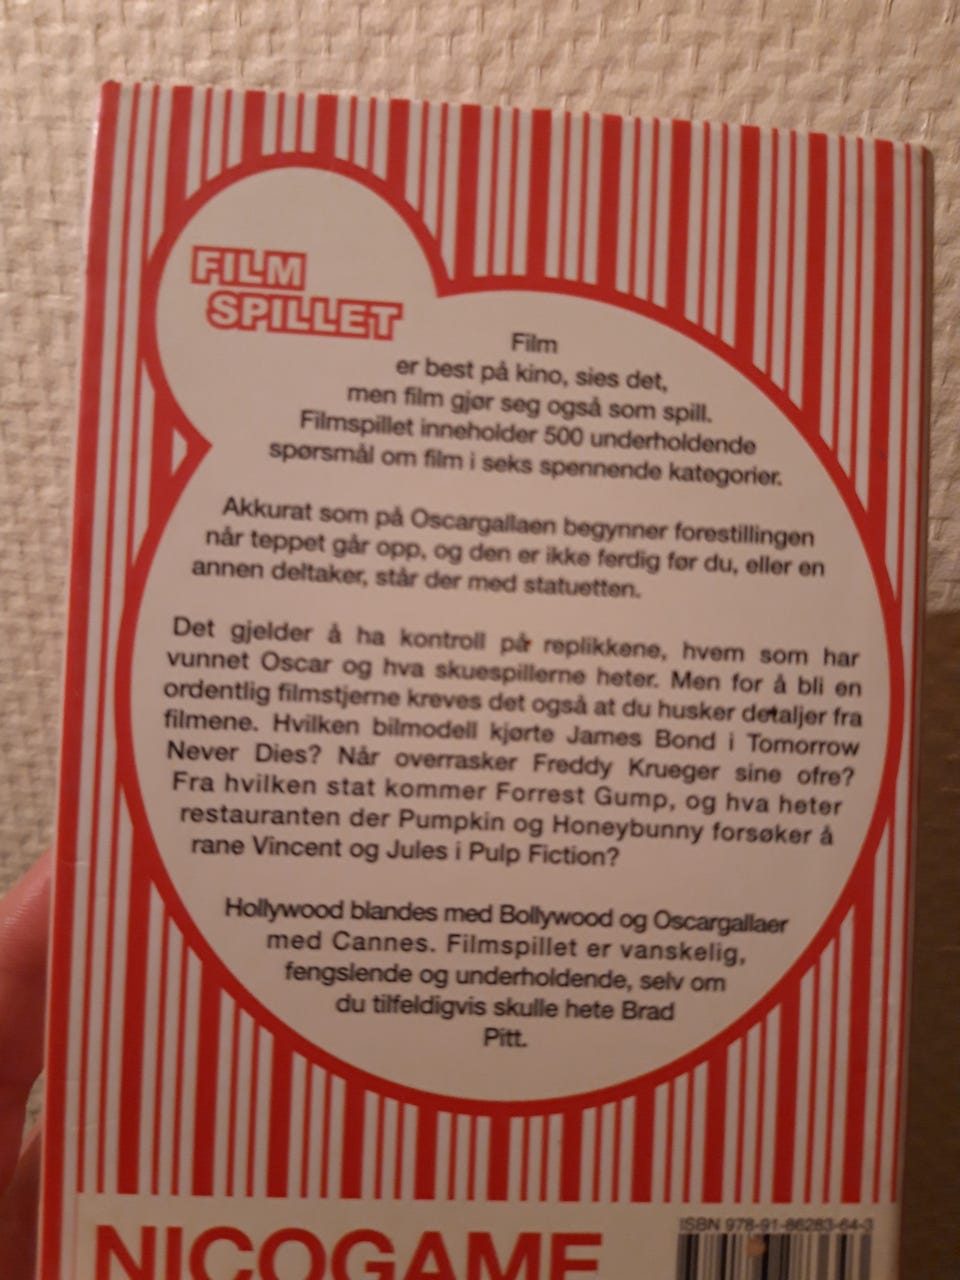 FILM
SPILLET
Film
er best på kino, sies det,
men film gjør seg også som spill.
Filmspillet inneholder 500 underholdende
spørsmål om film i seks spennende kategorier.
Akkurat som på Oscargallaen begynner forestillingen
når teppet går opp, og den er ikke ferdig før du, eller en
annen deltaker, står der med statuetten.
Det gjelder å ha kontroll på replikkene, hvem som har
vunnet Oscar og hva skuespillerne heter. Men for å bli en
ordentlig filmstjerne kreves det også at du husker detaljer fra
filmene. Hvilken bilmodell kjørte James Bond i Tomorrow
Never Dies? Når overrasker Freddy Krueger sine ofre?
Fra hvilken stat kommer Forrest Gump, og hva heter
restauranten der Pumpkin og Honeybunny forsøker å
rane Vincent og Jules i Pulp Fiction?
Hollywood blandes med Bollywood og Oscargallaer
med Cannes. Filmspillet er vanskelig,
fengslende og underholdende, selv om
du tilfeldigvis skulle hete Brad
Pitt.
ISBN 978-91-86283-64-3
NICOGAME